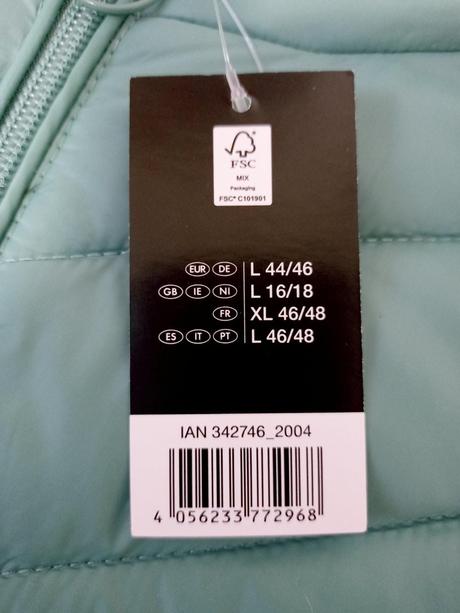 FSC
MIX
Packaging
FSC® C101901
EUR DE L 44/46
GB IE NI L 16/18
FR XL 46/48
ES IT PT L 46/48
IAN 342746_2004
4 056233 772968